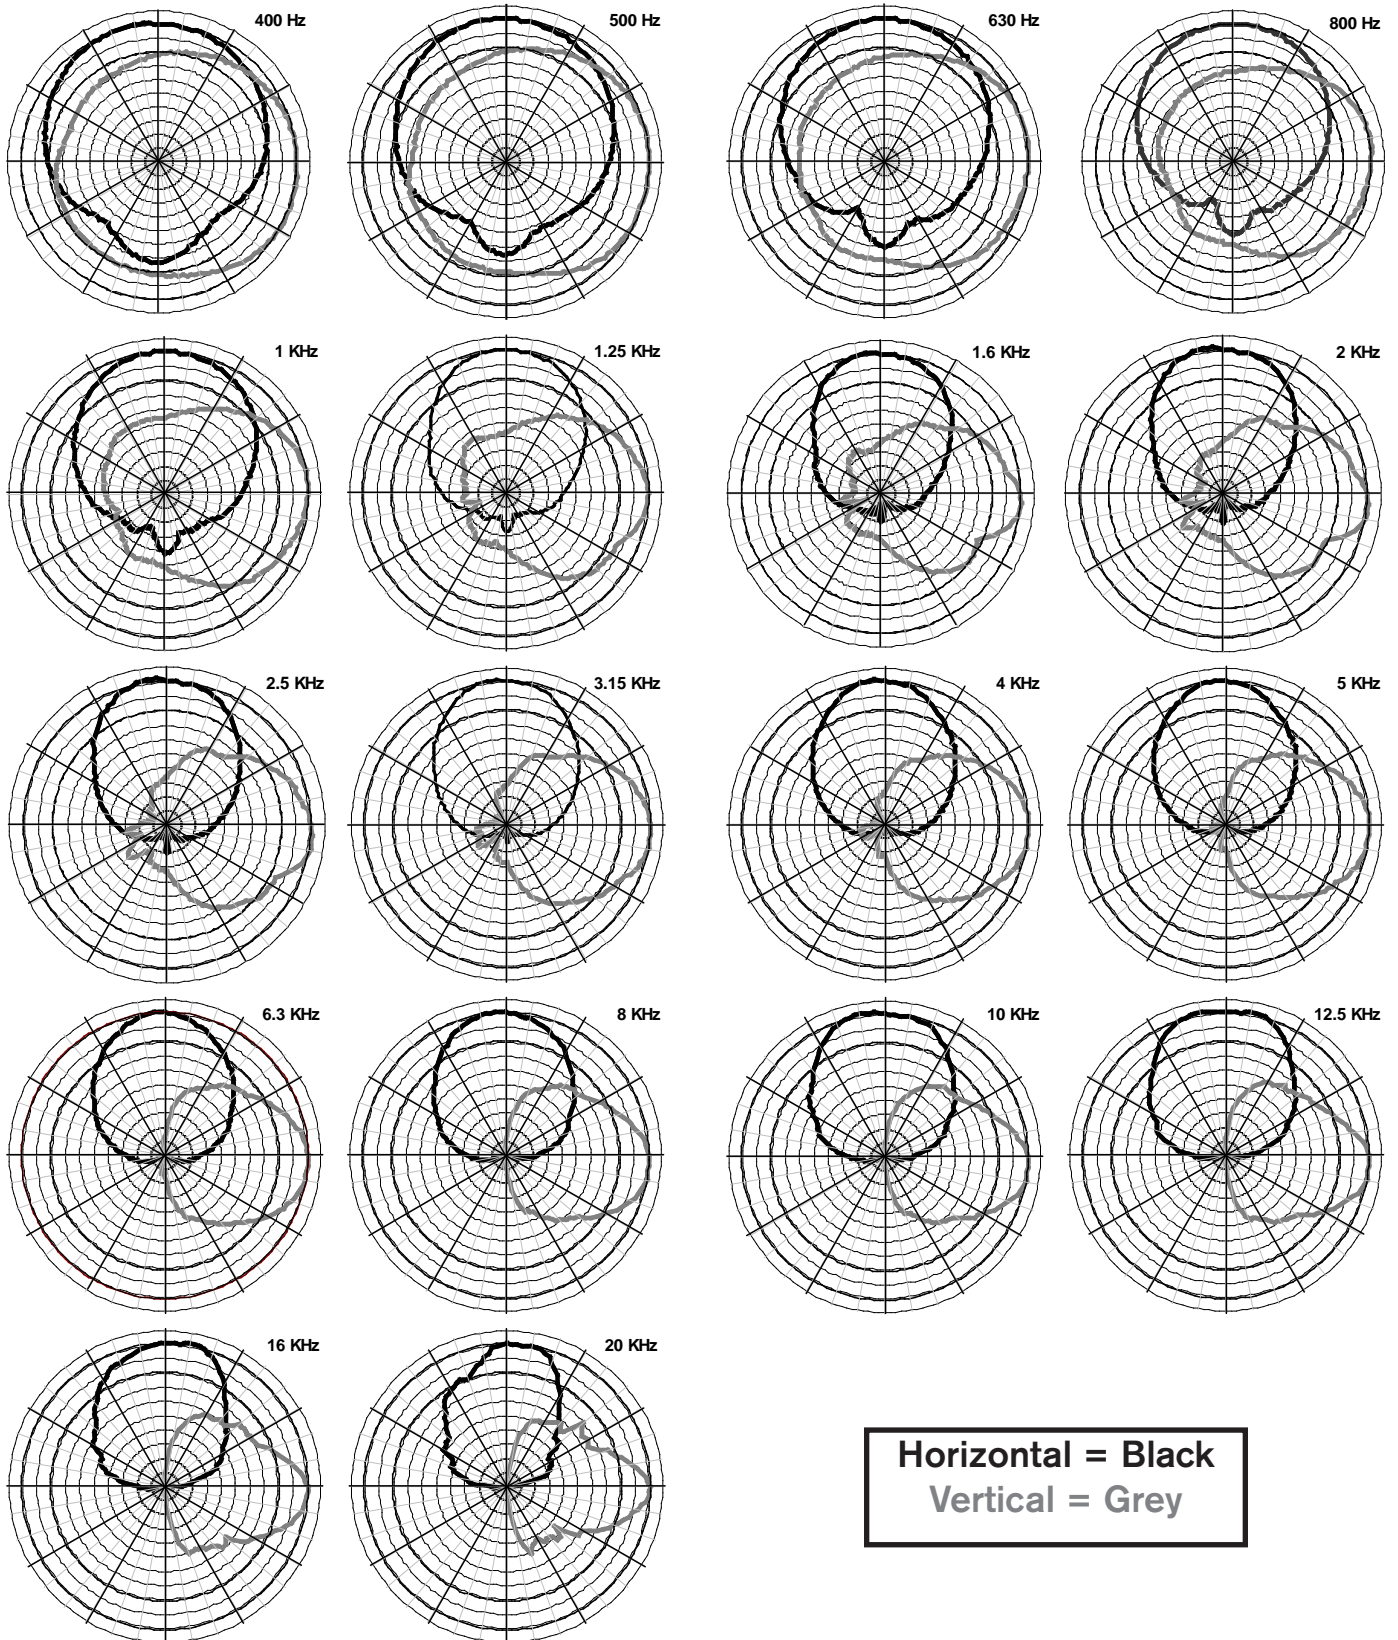 400 Hz
500 Hz
630 Hz
800 Hz
1 KHz
1.25 KHz
1.6 KHz
2 KHz
2.5 KHz
3.15 KHz
4 KHz
5 KHz
6.3 KHz
8 KHz
10 KHz
12.5 KHz
16 KHz
20 KHz
Horizontal = Black
Vertical = Grey